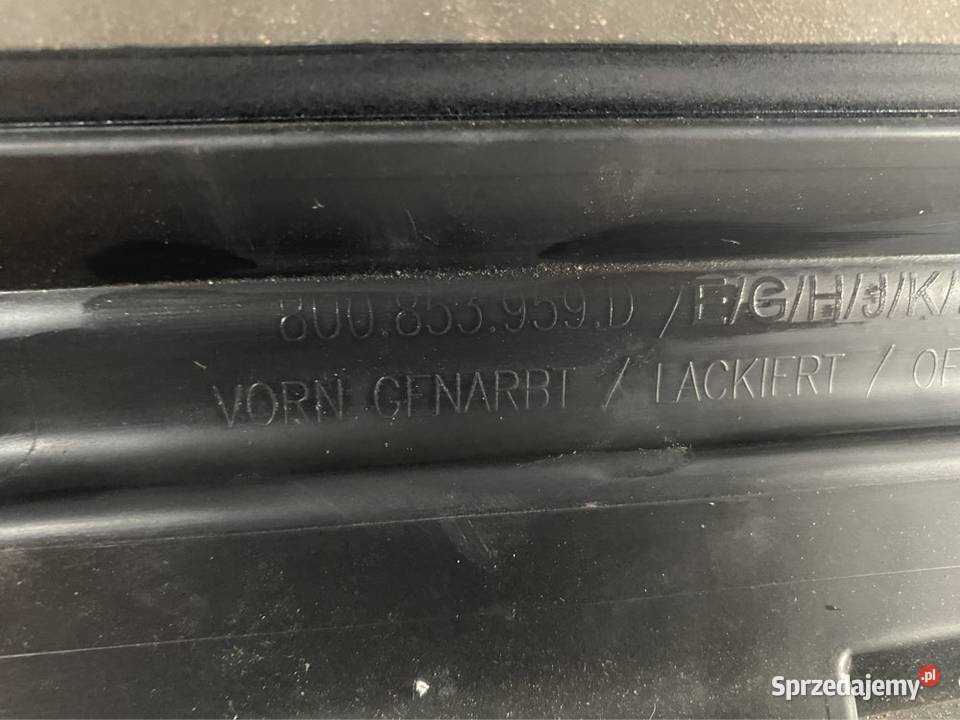 8U0.853.959.D /E/G/H/J/K/
VORN GENARBT / LACKIERT / OF
Sprzedajemy.pl